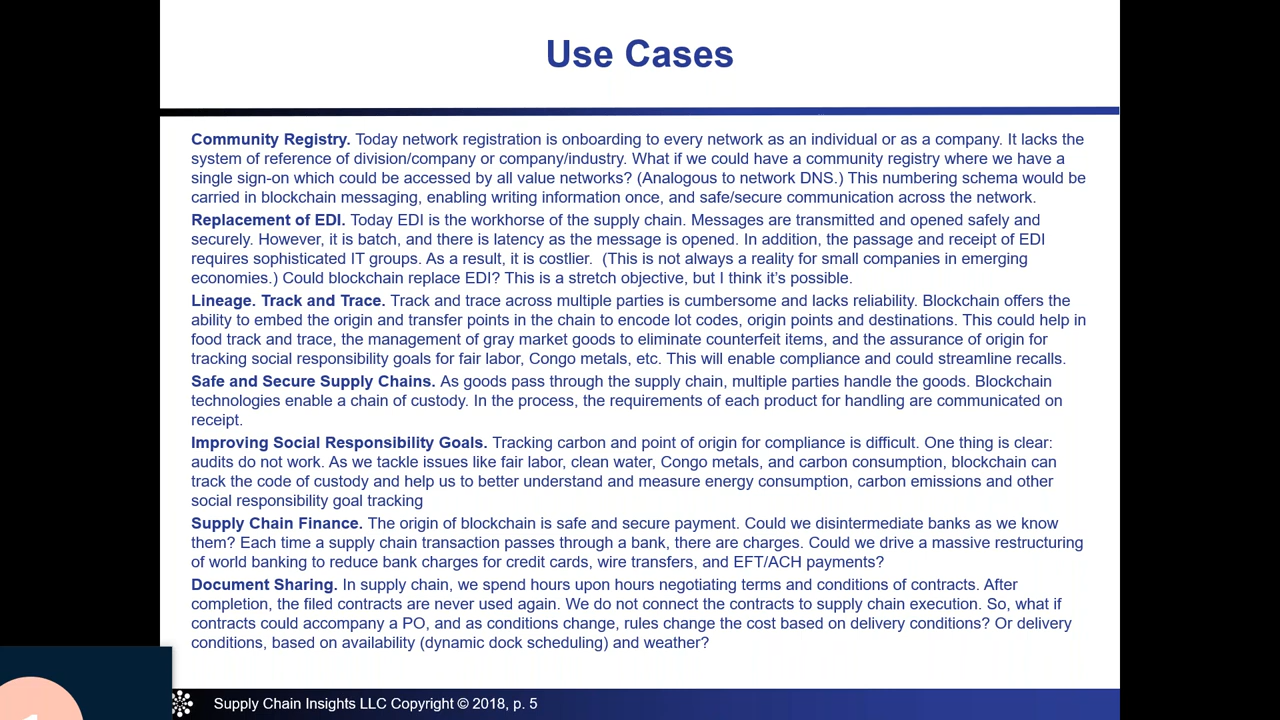 Use Cases
Community Registry. Today network registration is onboarding to every network as an individual or as a company. It lacks the
system of reference of division/company or company/industry. What if we could have a community registry where we have a
single sign-on which could be accessed by all value networks? (Analogous to network DNS.) This numbering schema would be
carried in blockchain messaging, enabling writing information once, and safe/secure communication across the network.
Replacement of EDI. Today EDI is the workhorse of the supply chain. Messages are transmitted and opened safely and
securely. However, it is batch, and there is latency as the message is opened. In addition, the passage and receipt of EDI
requires sophisticated IT groups. As a result, it is costlier.  (This is not always a reality for small companies in emerging
economies.) Could blockchain replace EDI? This is a stretch objective, but I think it’s possible.
Lineage. Track and Trace. Track and trace across multiple parties is cumbersome and lacks reliability. Blockchain offers the
ability to embed the origin and transfer points in the chain to encode lot codes, origin points and destinations. This could help in
food track and trace, the management of gray market goods to eliminate counterfeit items, and the assurance of origin for
tracking social responsibility goals for fair labor, Congo metals, etc. This will enable compliance and could streamline recalls.
Safe and Secure Supply Chains. As goods pass through the supply chain, multiple parties handle the goods. Blockchain
technologies enable a chain of custody. In the process, the requirements of each product for handling are communicated on
receipt.
Improving Social Responsibility Goals. Tracking carbon and point of origin for compliance is difficult. One thing is clear:
audits do not work. As we tackle issues like fair labor, clean water, Congo metals, and carbon consumption, blockchain can
track the code of custody and help us to better understand and measure energy consumption, carbon emissions and other
social responsibility goal tracking
Supply Chain Finance. The origin of blockchain is safe and secure payment. Could we disintermediate banks as we know
them? Each time a supply chain transaction passes through a bank, there are charges. Could we drive a massive restructuring
of world banking to reduce bank charges for credit cards, wire transfers, and EFT/ACH payments?
Document Sharing. In supply chain, we spend hours upon hours negotiating terms and conditions of contracts. After
completion, the filed contracts are never used again. We do not connect the contracts to supply chain execution. So, what if
contracts could accompany a PO, and as conditions change, rules change the cost based on delivery conditions? Or delivery
conditions, based on availability (dynamic dock scheduling) and weather?
Supply Chain Insights LLC Copyright © 2018, p. 5